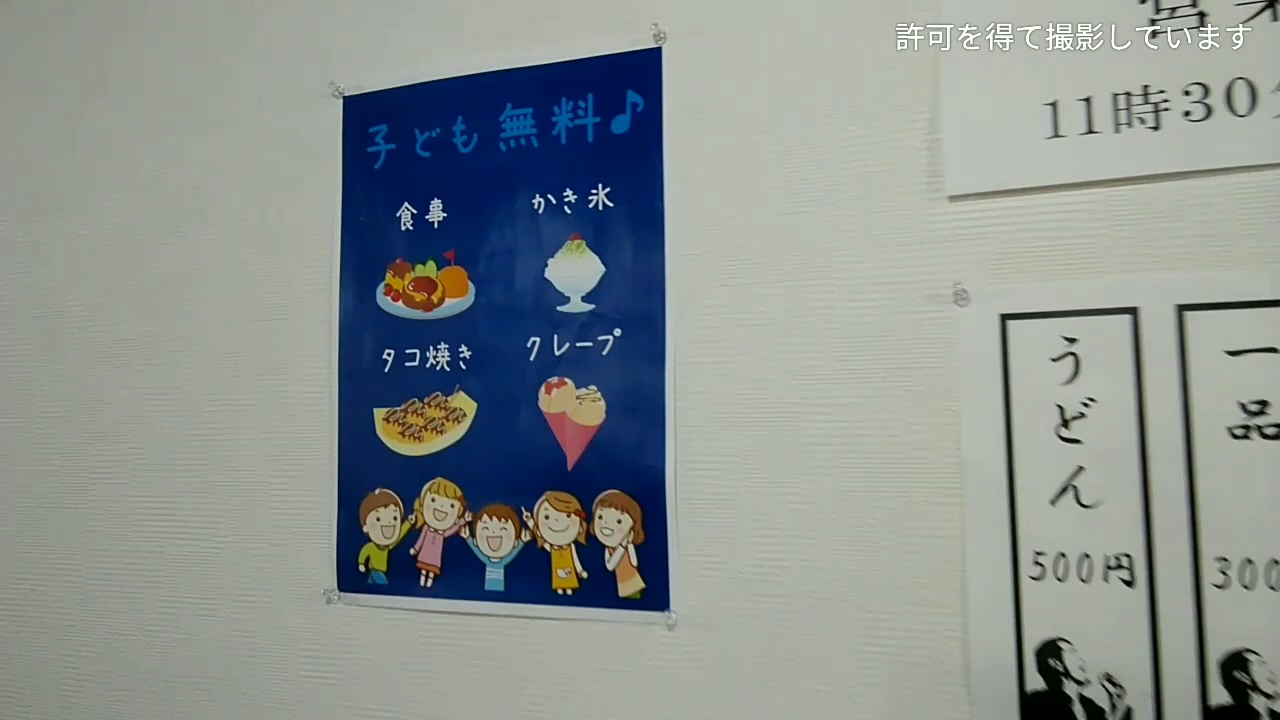 許可を得て撮影しています
子ども無料♪
食事
かき氷
タコ焼き
クレープ
11時30
うどん
500円
一品
300